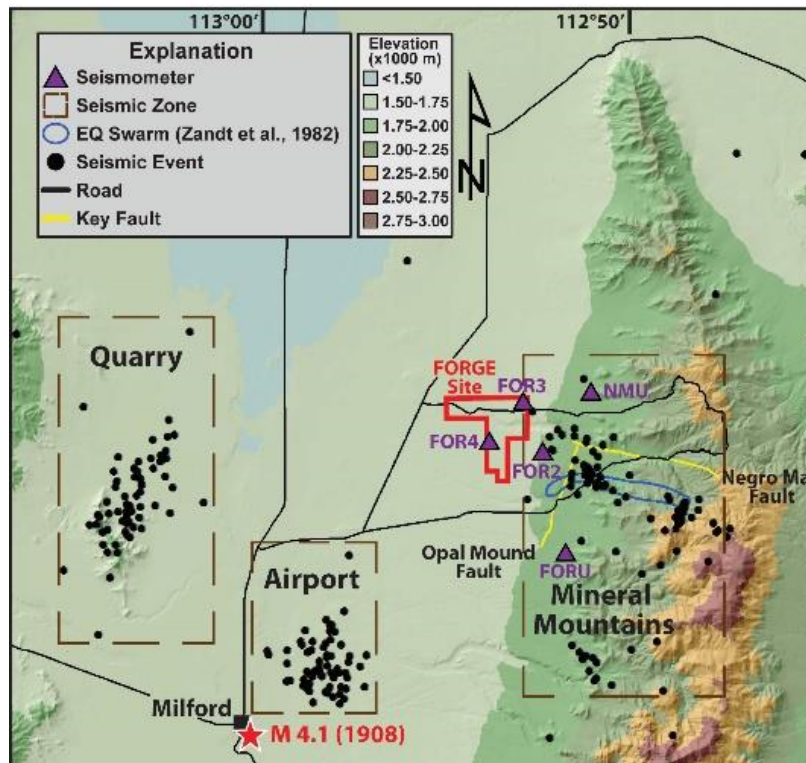 113°00'
112°50'
Explanation
Seismometer
Seismic Zone
EQ Swarm (Zandt et al., 1982)
Seismic Event
Road
Key Fault
Elevation
(x1000 m)
<1.50
1.50-1.75
1.75-2.00
2.00-2.25
2.25-2.50
2.50-2.75
2.75-3.00
N
Quarry
FORGE
Site
FOR3
NMU
FOR4
FOR2
Negro Ma
Fault
Opal Mound
Fault
FORU
Airport
Mineral
Mountains
Milford
M 4.1 (1908)